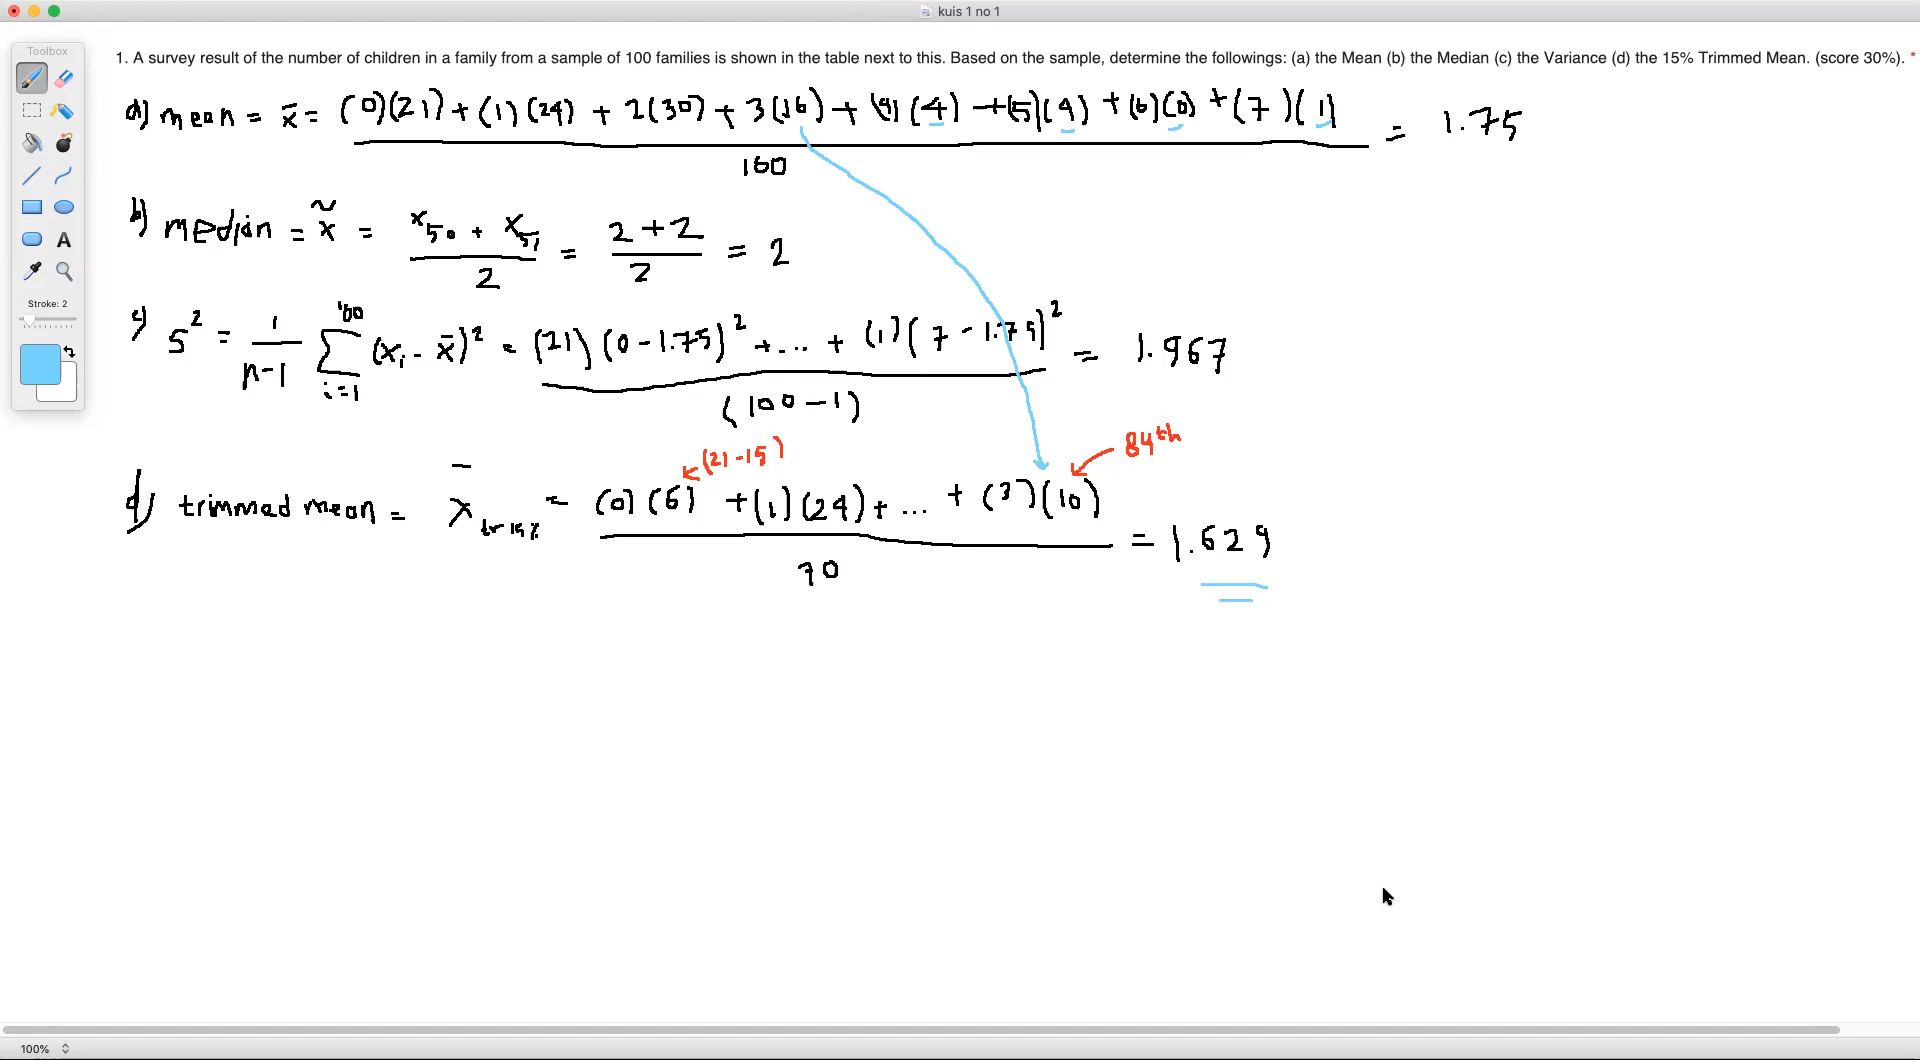 kuis 1 no 1
Toolbox
1. A survey result of the number of children in a family from a sample of 100 families is shown in the table next to this. Based on the sample, determine the followings: (a) the Mean (b) the Median (c) the Variance (d) the 15% Trimmed Mean. (score 30%). *
a) mean = x̄ = (0)(21) + (1)(24) + 2(30) + 3(16) + (4)(4) + (5)(4) + (6)(0) + (7)(1) = 1.75
100
b) median = x̃ = x50 + x51 = 2 + 2 = 2
2 2
A
Stroke: 2
c) s² = 1 100 Σ (xi - x̄)² = (21)(0 - 1.75)² + ... + (1)(7 - 1.75)² = 1.967
n-1 i=1 (100 - 1)
(21-15) 84th
d) trimmed mean = x̄ tr 15% = (0)(6) + (1)(24) + ... + (3)(10) = 1.629
70
100%